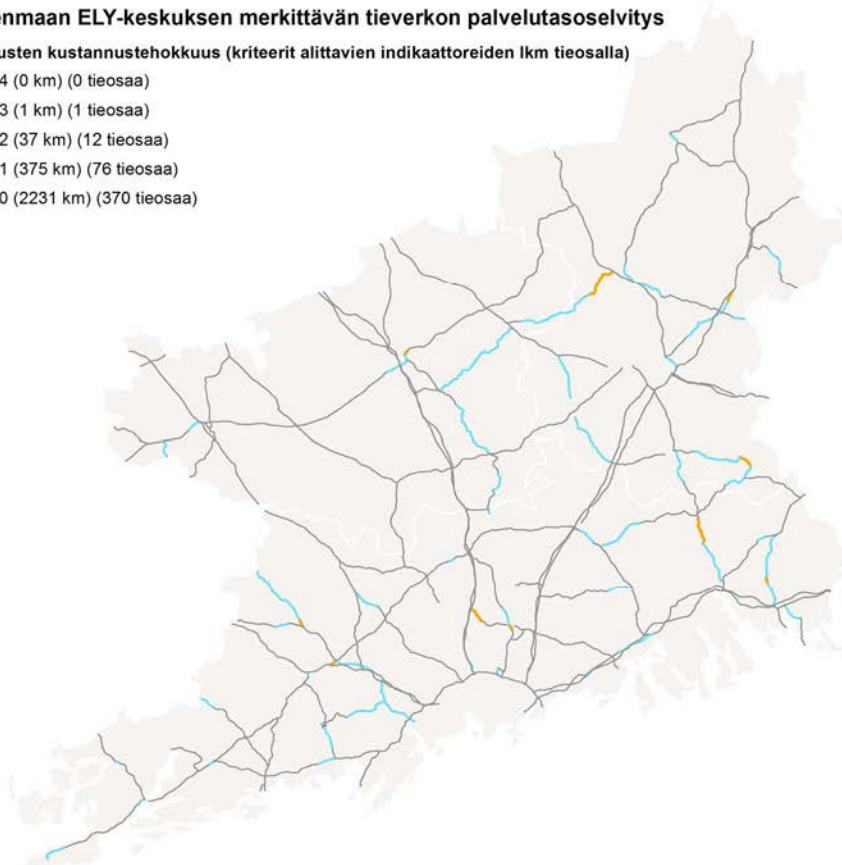 enmaan ELY-keskuksen merkittävän tieverkon palvelutasoselvitys
usten kustannustehokkuus (kriteerit alittavien indikaattoreiden lkm tieosalla)
4 (0 km) (0 tieosaa)
3 (1 km) (1 tieosaa)
2 (37 km) (12 tieosaa)
1 (375 km) (76 tieosaa)
0 (2231 km) (370 tieosaa)